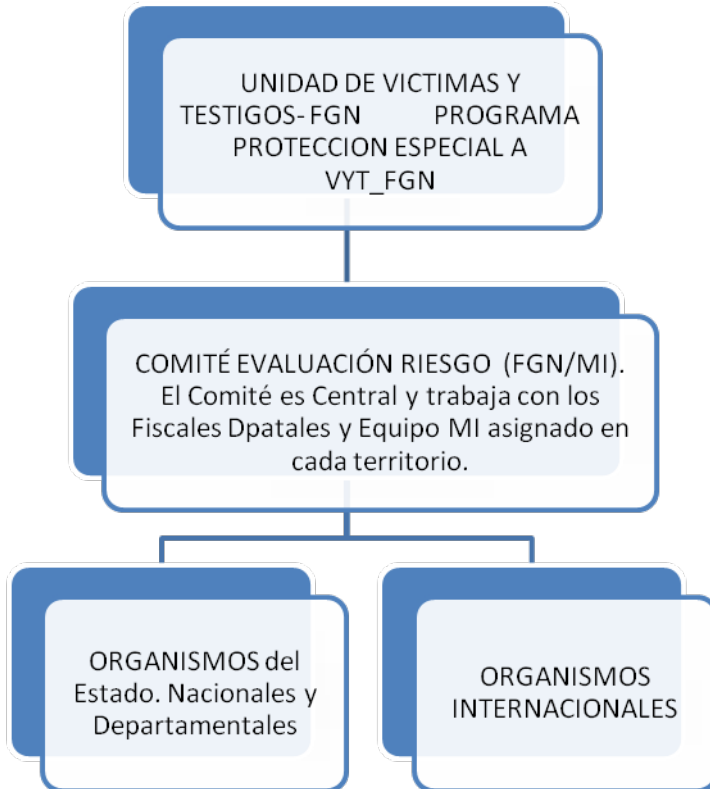 UNIDAD DE VICTIMAS Y
TESTIGOS- FGN PROGRAMA
PROTECCION ESPECIAL A
VYT_FGN
COMITÉ EVALUACIÓN RIESGO (FGN/MI).
El Comité es Central y trabaja con los
Fiscales Dpatales y Equipo MI asignado en
cada territorio.
ORGANISMOS del
Estado. Nacionales y
Departamentales
ORGANISMOS
INTERNACIONALES